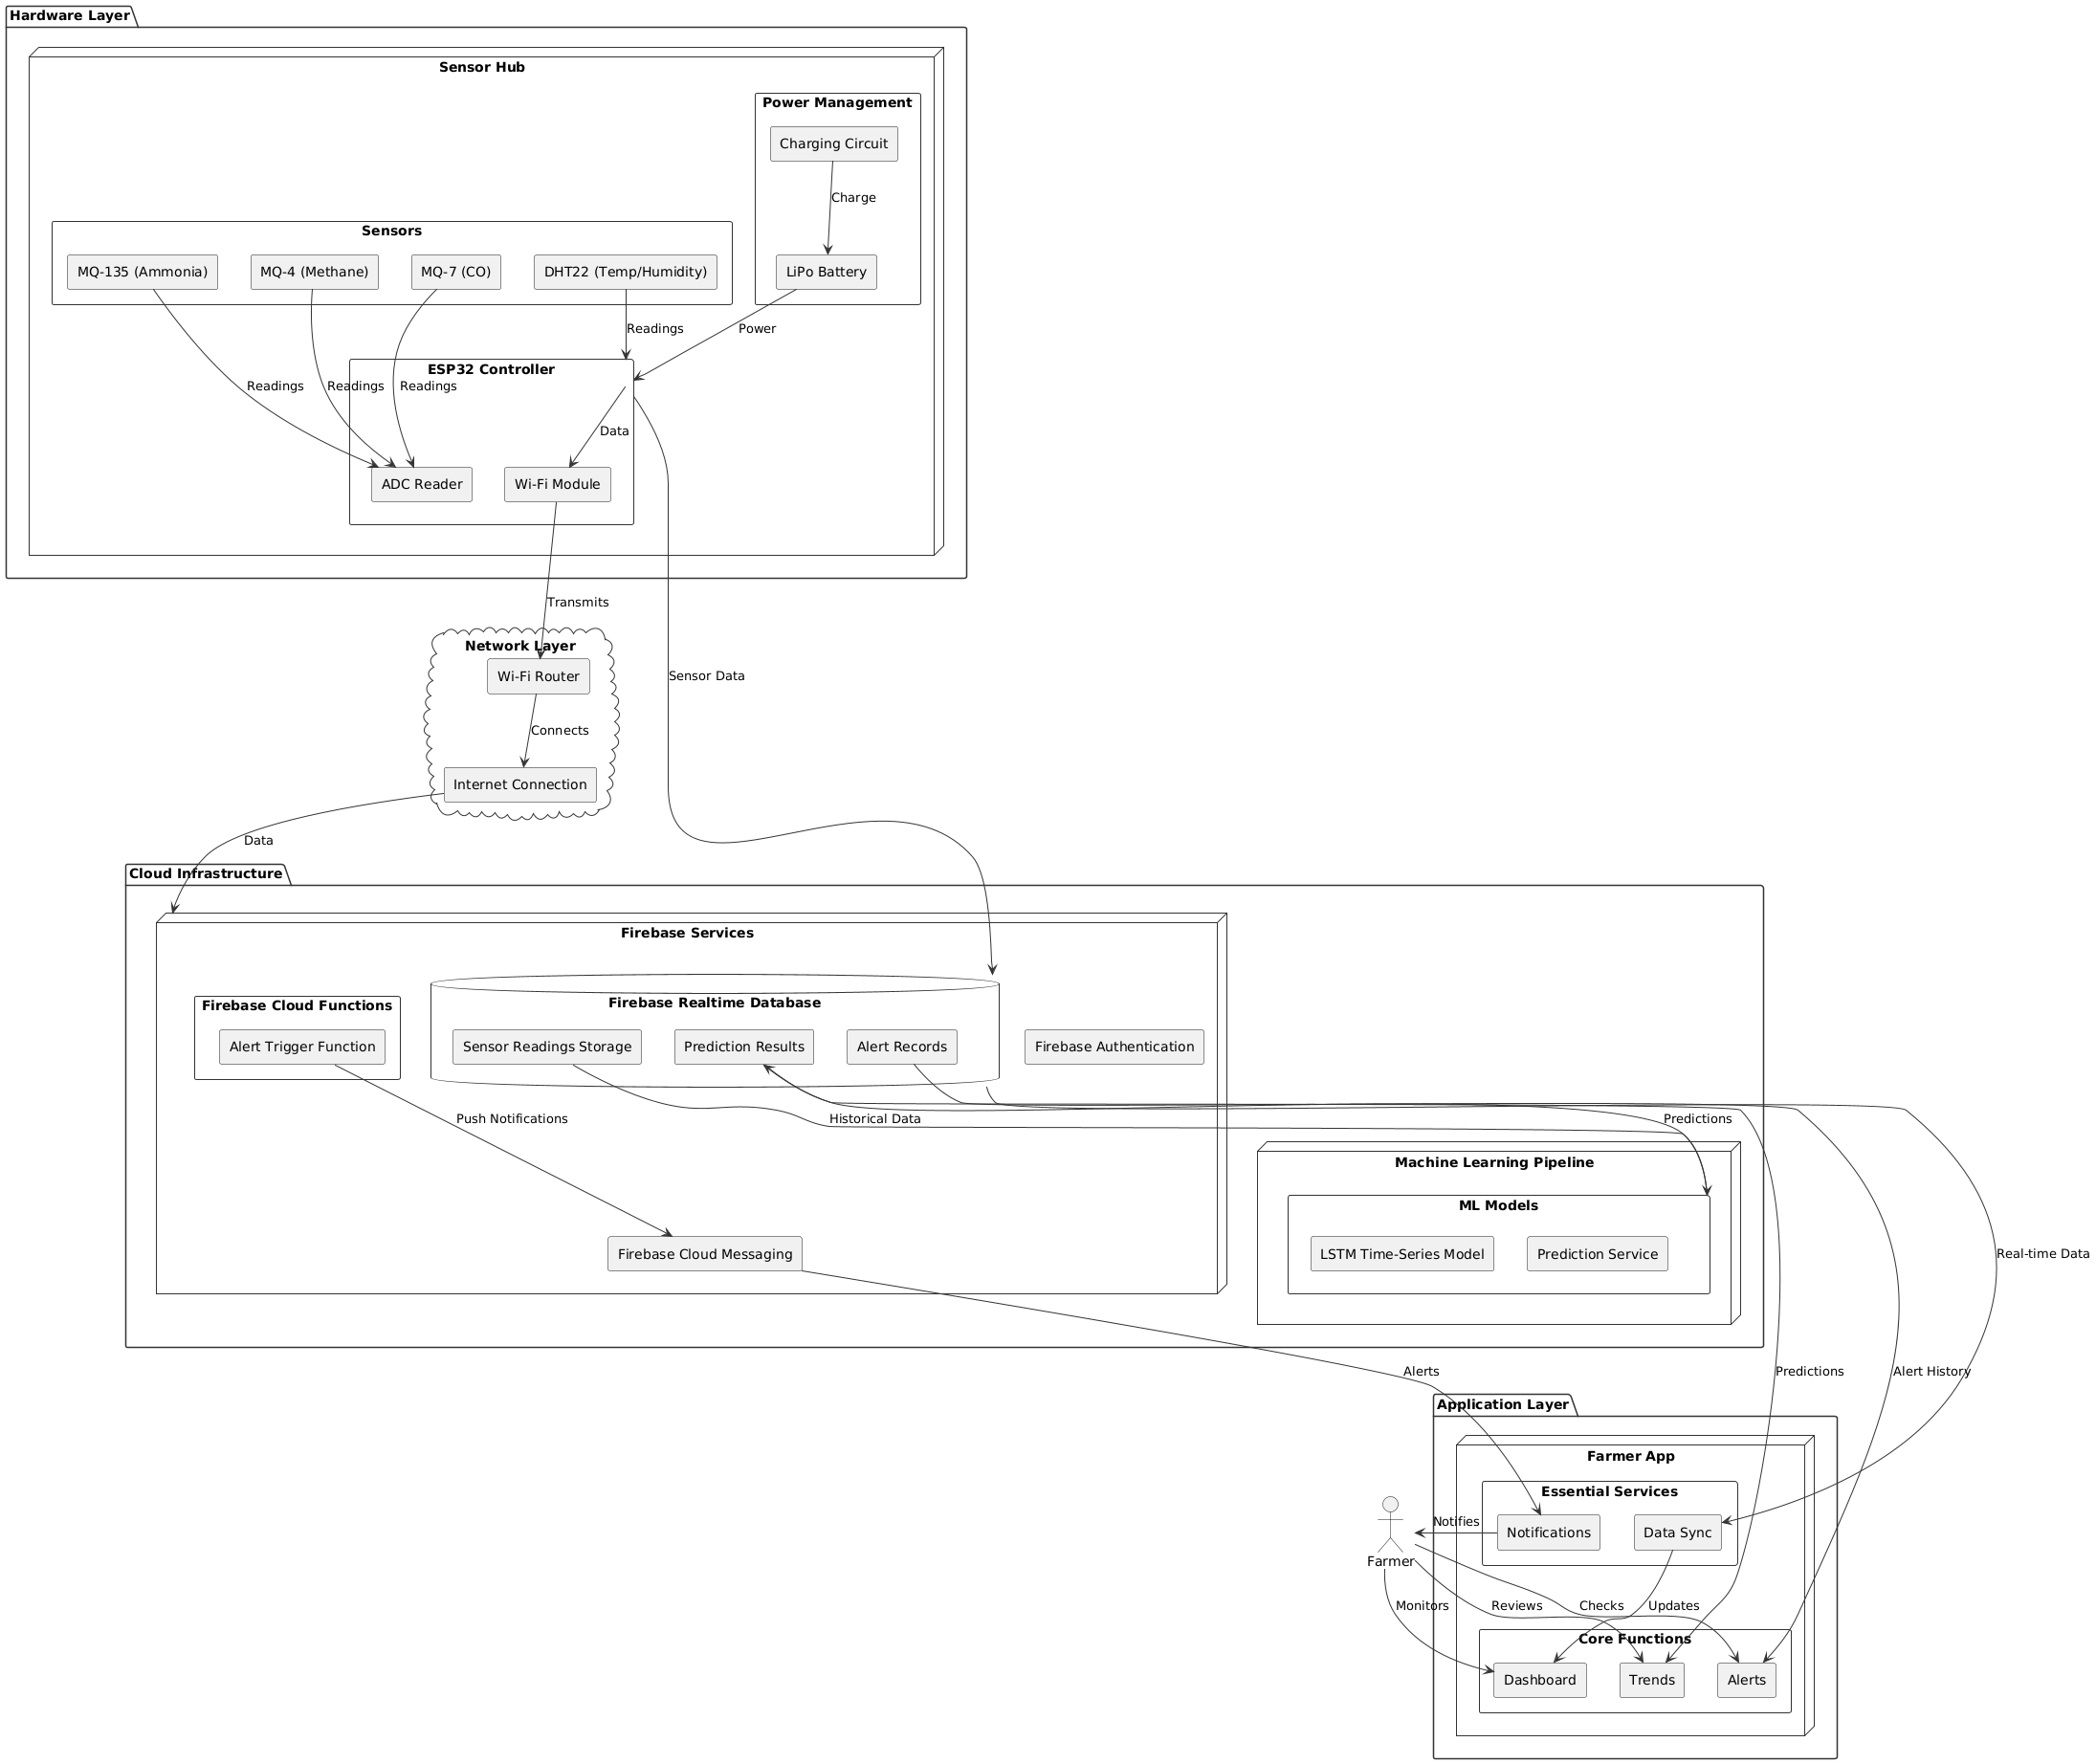 Hardware Layer
Sensor Hub
Power Management
Charging Circuit
Charge
Sensors
MQ-135 (Ammonia)
MQ-4 (Methane)
MQ-7 (CO)
DHT22 (Temp/Humidity)
LiPo Battery
Readings
Power
ESP32 Controller
Readings
Readings
Readings
Data
ADC Reader
Wi-Fi Module
Transmits
Network Layer
Wi-Fi Router
Sensor Data
Connects
Internet Connection
Data
Cloud Infrastructure
Firebase Services
Firebase Cloud Functions
Firebase Realtime Database
Alert Trigger Function
Sensor Readings Storage
Prediction Results
Alert Records
Firebase Authentication
Push Notifications
Historical Data
Predictions
Machine Learning Pipeline
ML Models
LSTM Time-Series Model
Prediction Service
Firebase Cloud Messaging
Real-time Data
Alerts
Predictions
Alert History
Application Layer
Farmer App
Essential Services
Notifies
Notifications
Data Sync
Farmer
Monitors
Reviews
Checks
Updates
Core Functions
Dashboard
Trends
Alerts